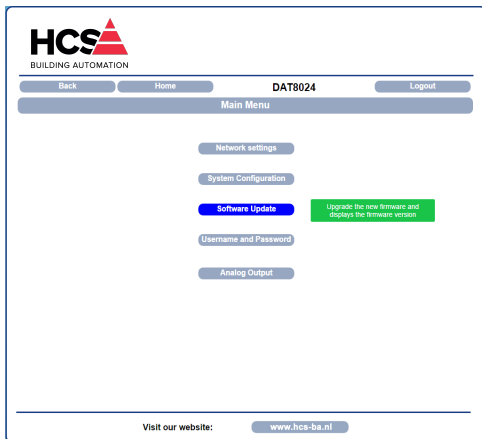 HCS
BUILDING AUTOMATION
Back Home DAT8024 Logout
Main Menu
Network settings
System Configuration
Software Update
Upgrade the new firmware and
displays the firmware version
Username and Password
Analog Output
Visit our website: www.hcs-ba.nl